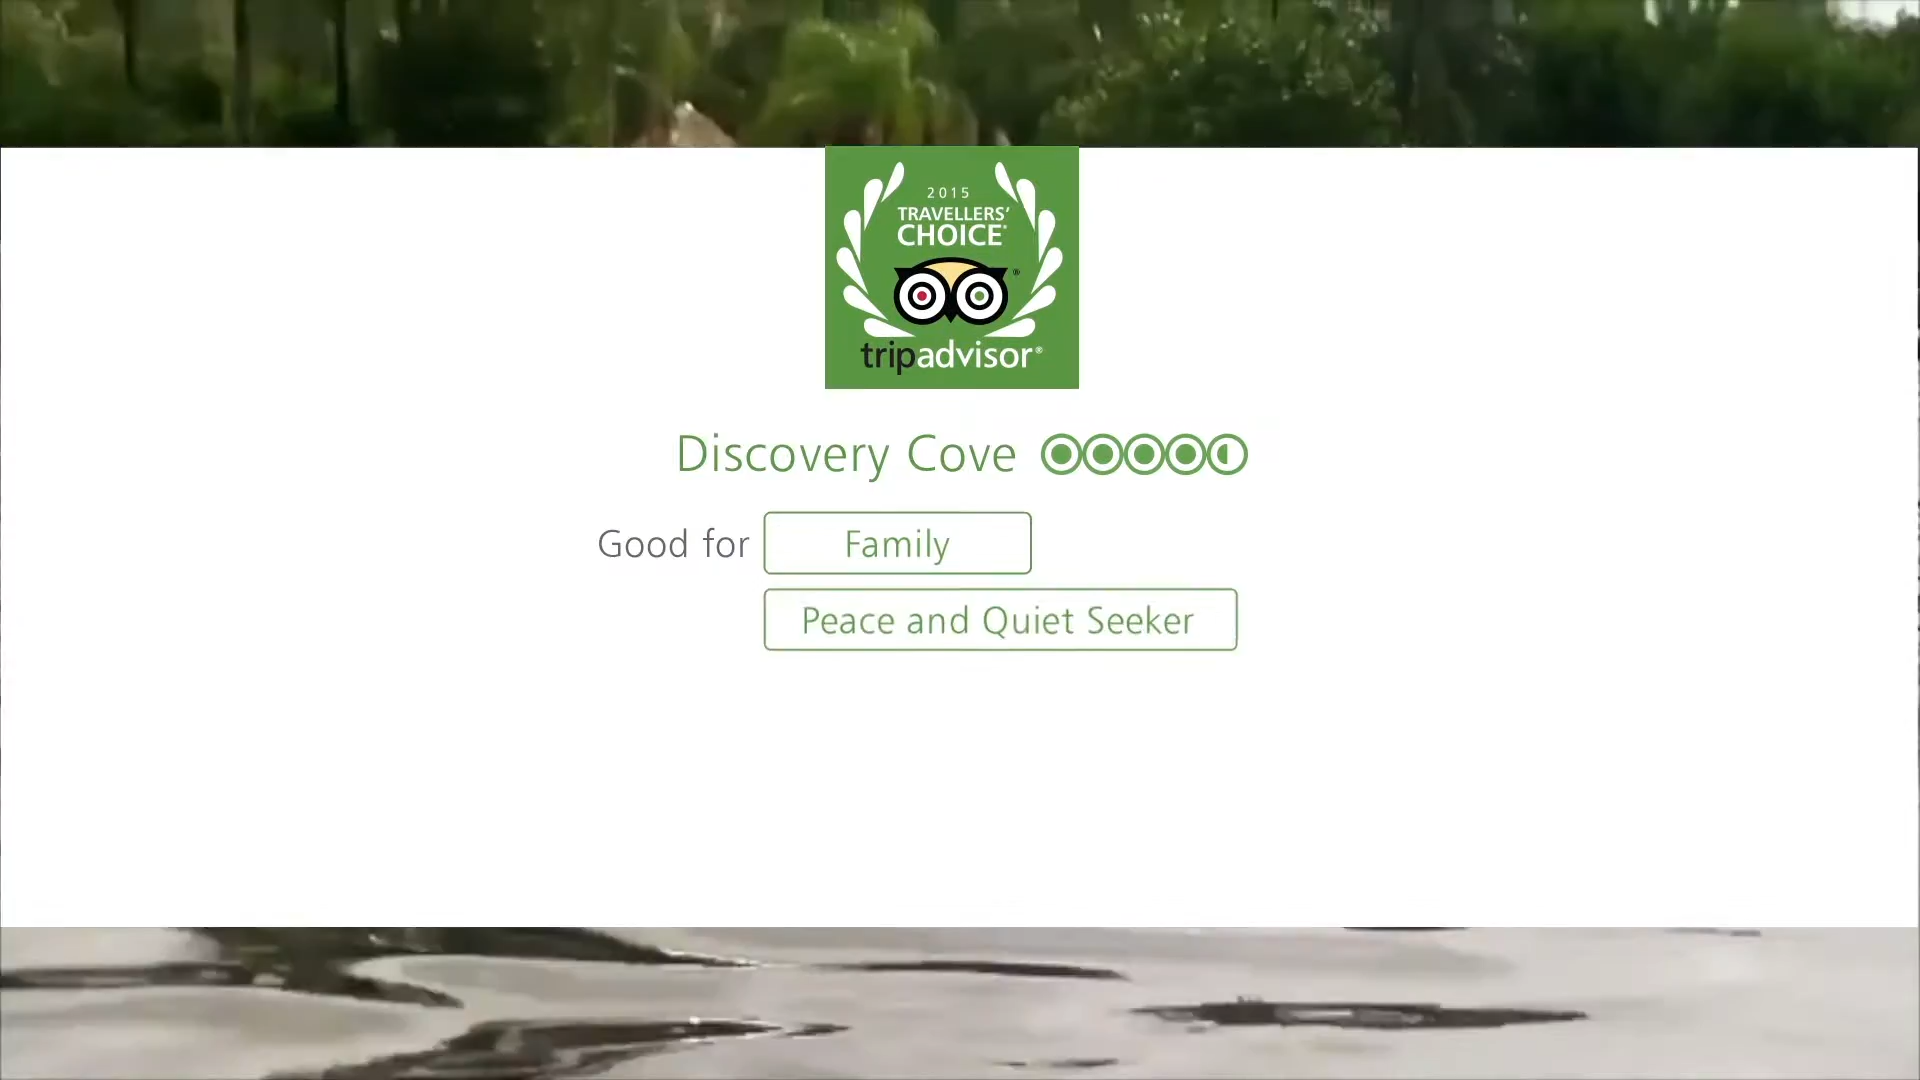 2015
TRAVELLERS'
CHOICE®
®
tripadvisor®
Discovery Cove
Good for Family
Peace and Quiet Seeker